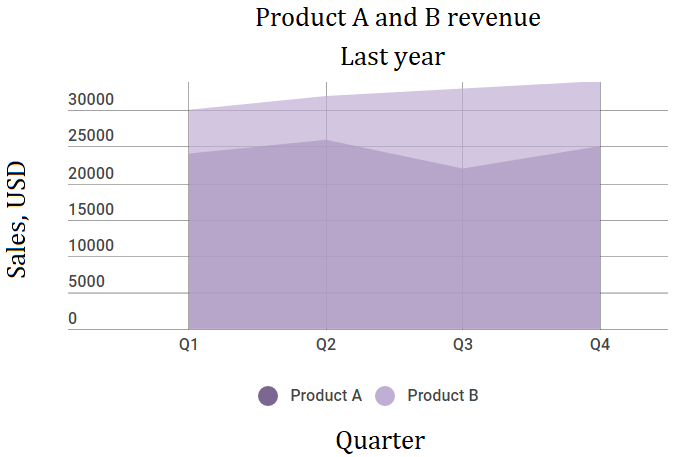 Product A and B revenue
Last year
Sales, USD
30000
25000
20000
15000
10000
5000
0
Q1 Q2 Q3 Q4
Product A Product B
Quarter